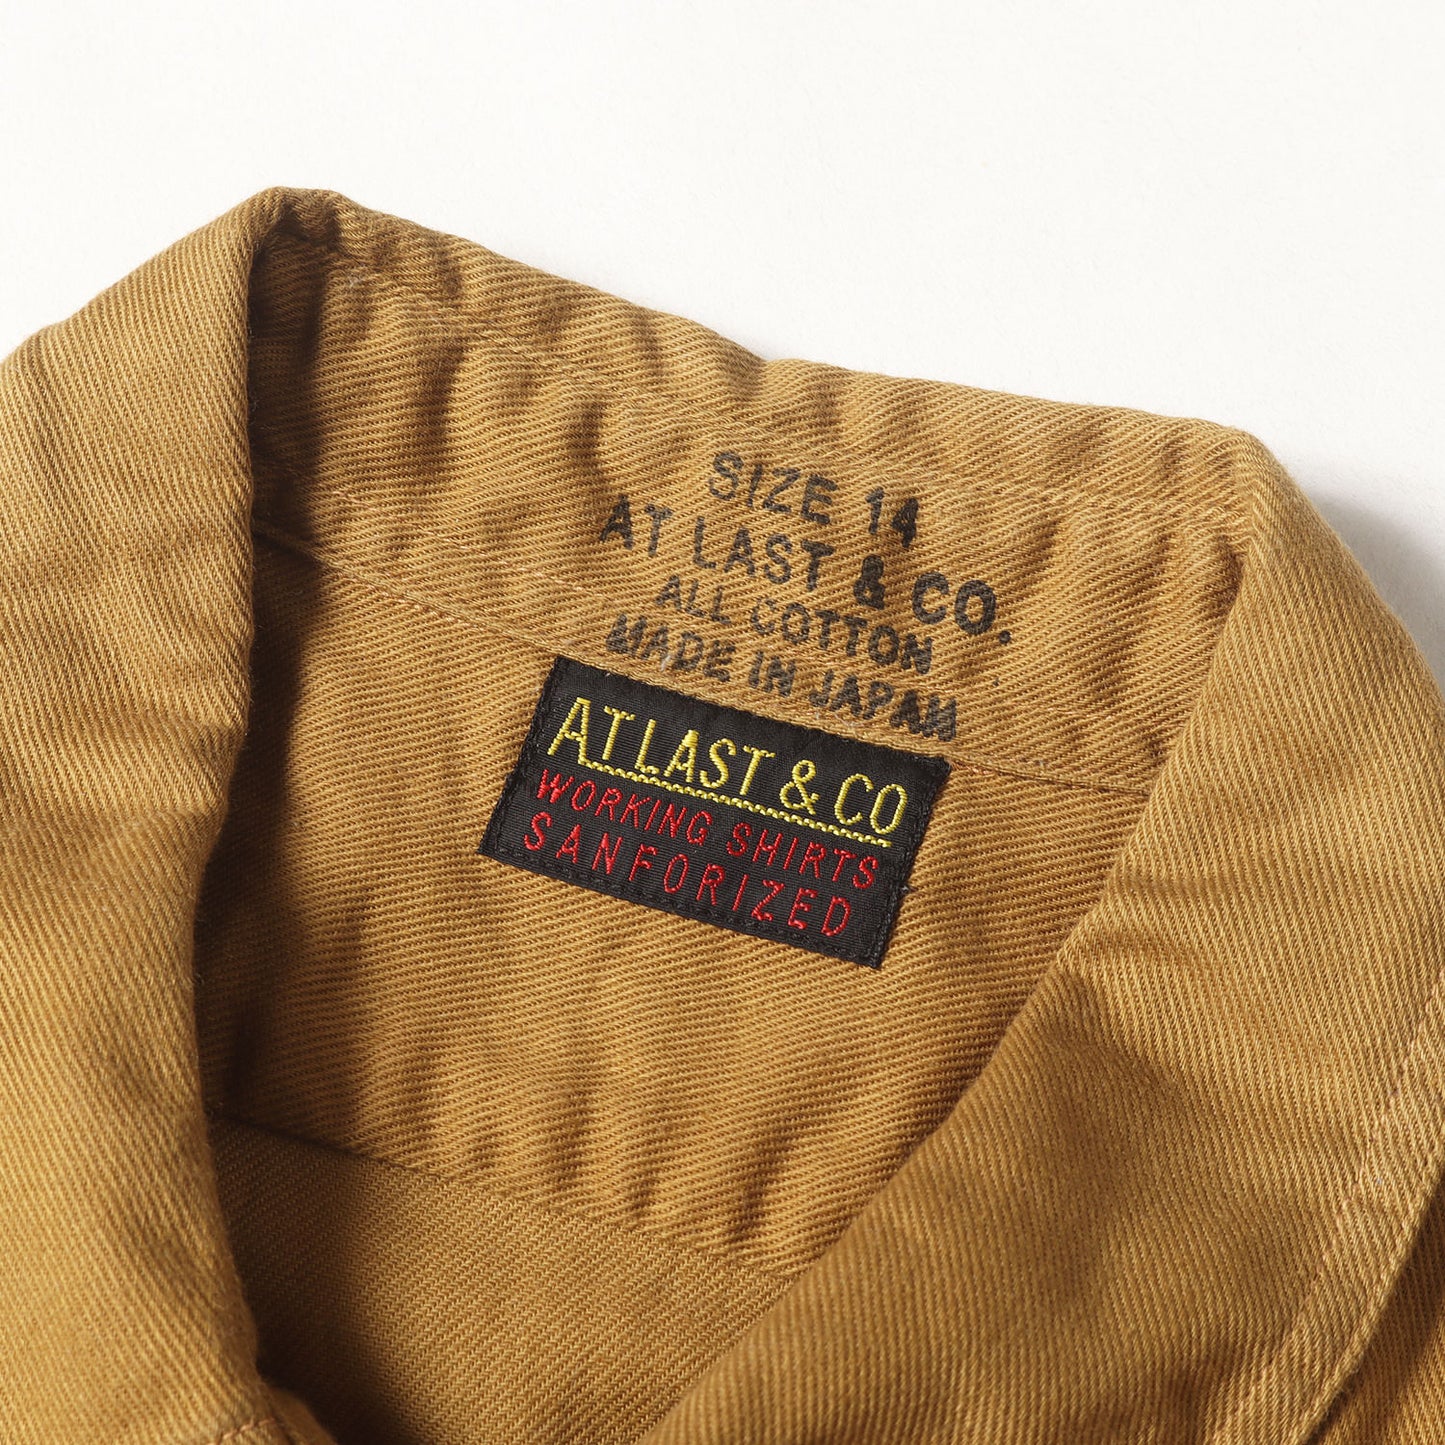 SIZE 14
AT LAST & CO.
ALL COTTON
MADE IN JAPAN
AT LAST & CO
WORKING SHIRTS
SANFORIZED